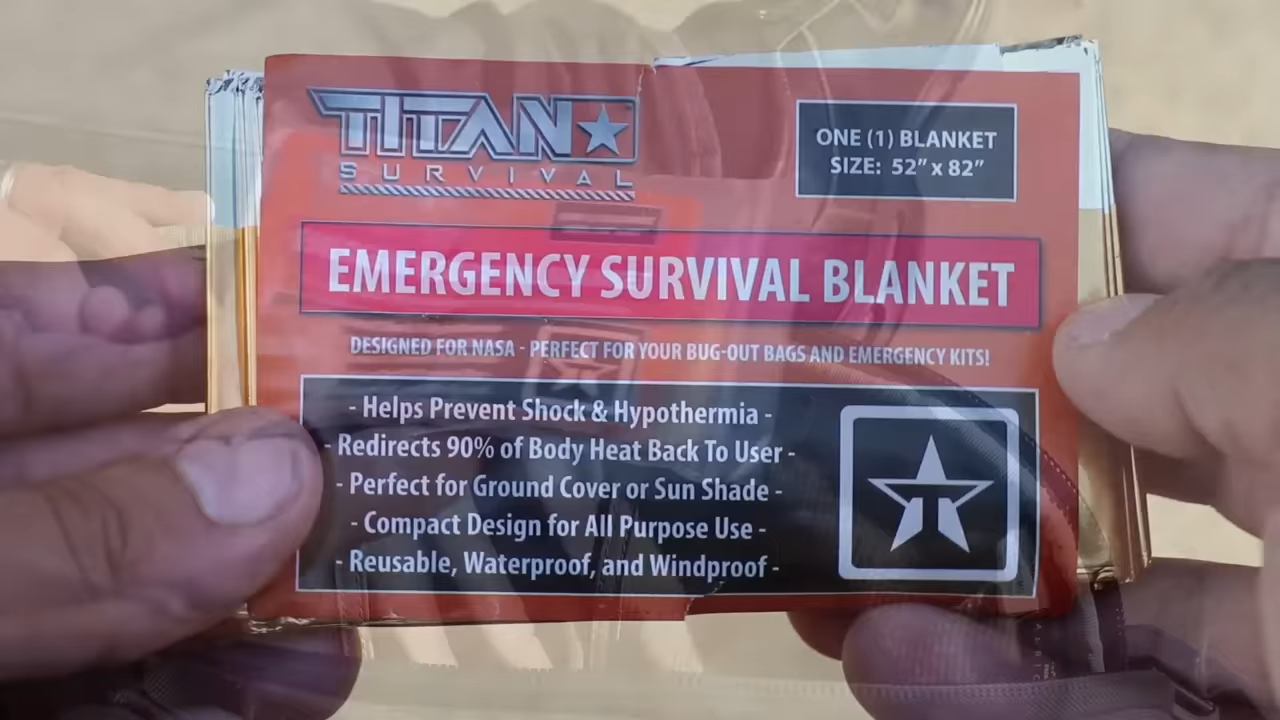 TITAN
SURVIVAL
ONE (1) BLANKET
SIZE: 52” x 82”
EMERGENCY SURVIVAL BLANKET
DESIGNED FOR NASA - PERFECT FOR YOUR BUG-OUT BAGS AND EMERGENCY KITS!
- Helps Prevent Shock & Hypothermia -
- Redirects 90% of Body Heat Back To User -
- Perfect for Ground Cover or Sun Shade -
- Compact Design for All Purpose Use -
- Reusable, Waterproof, and Windproof -